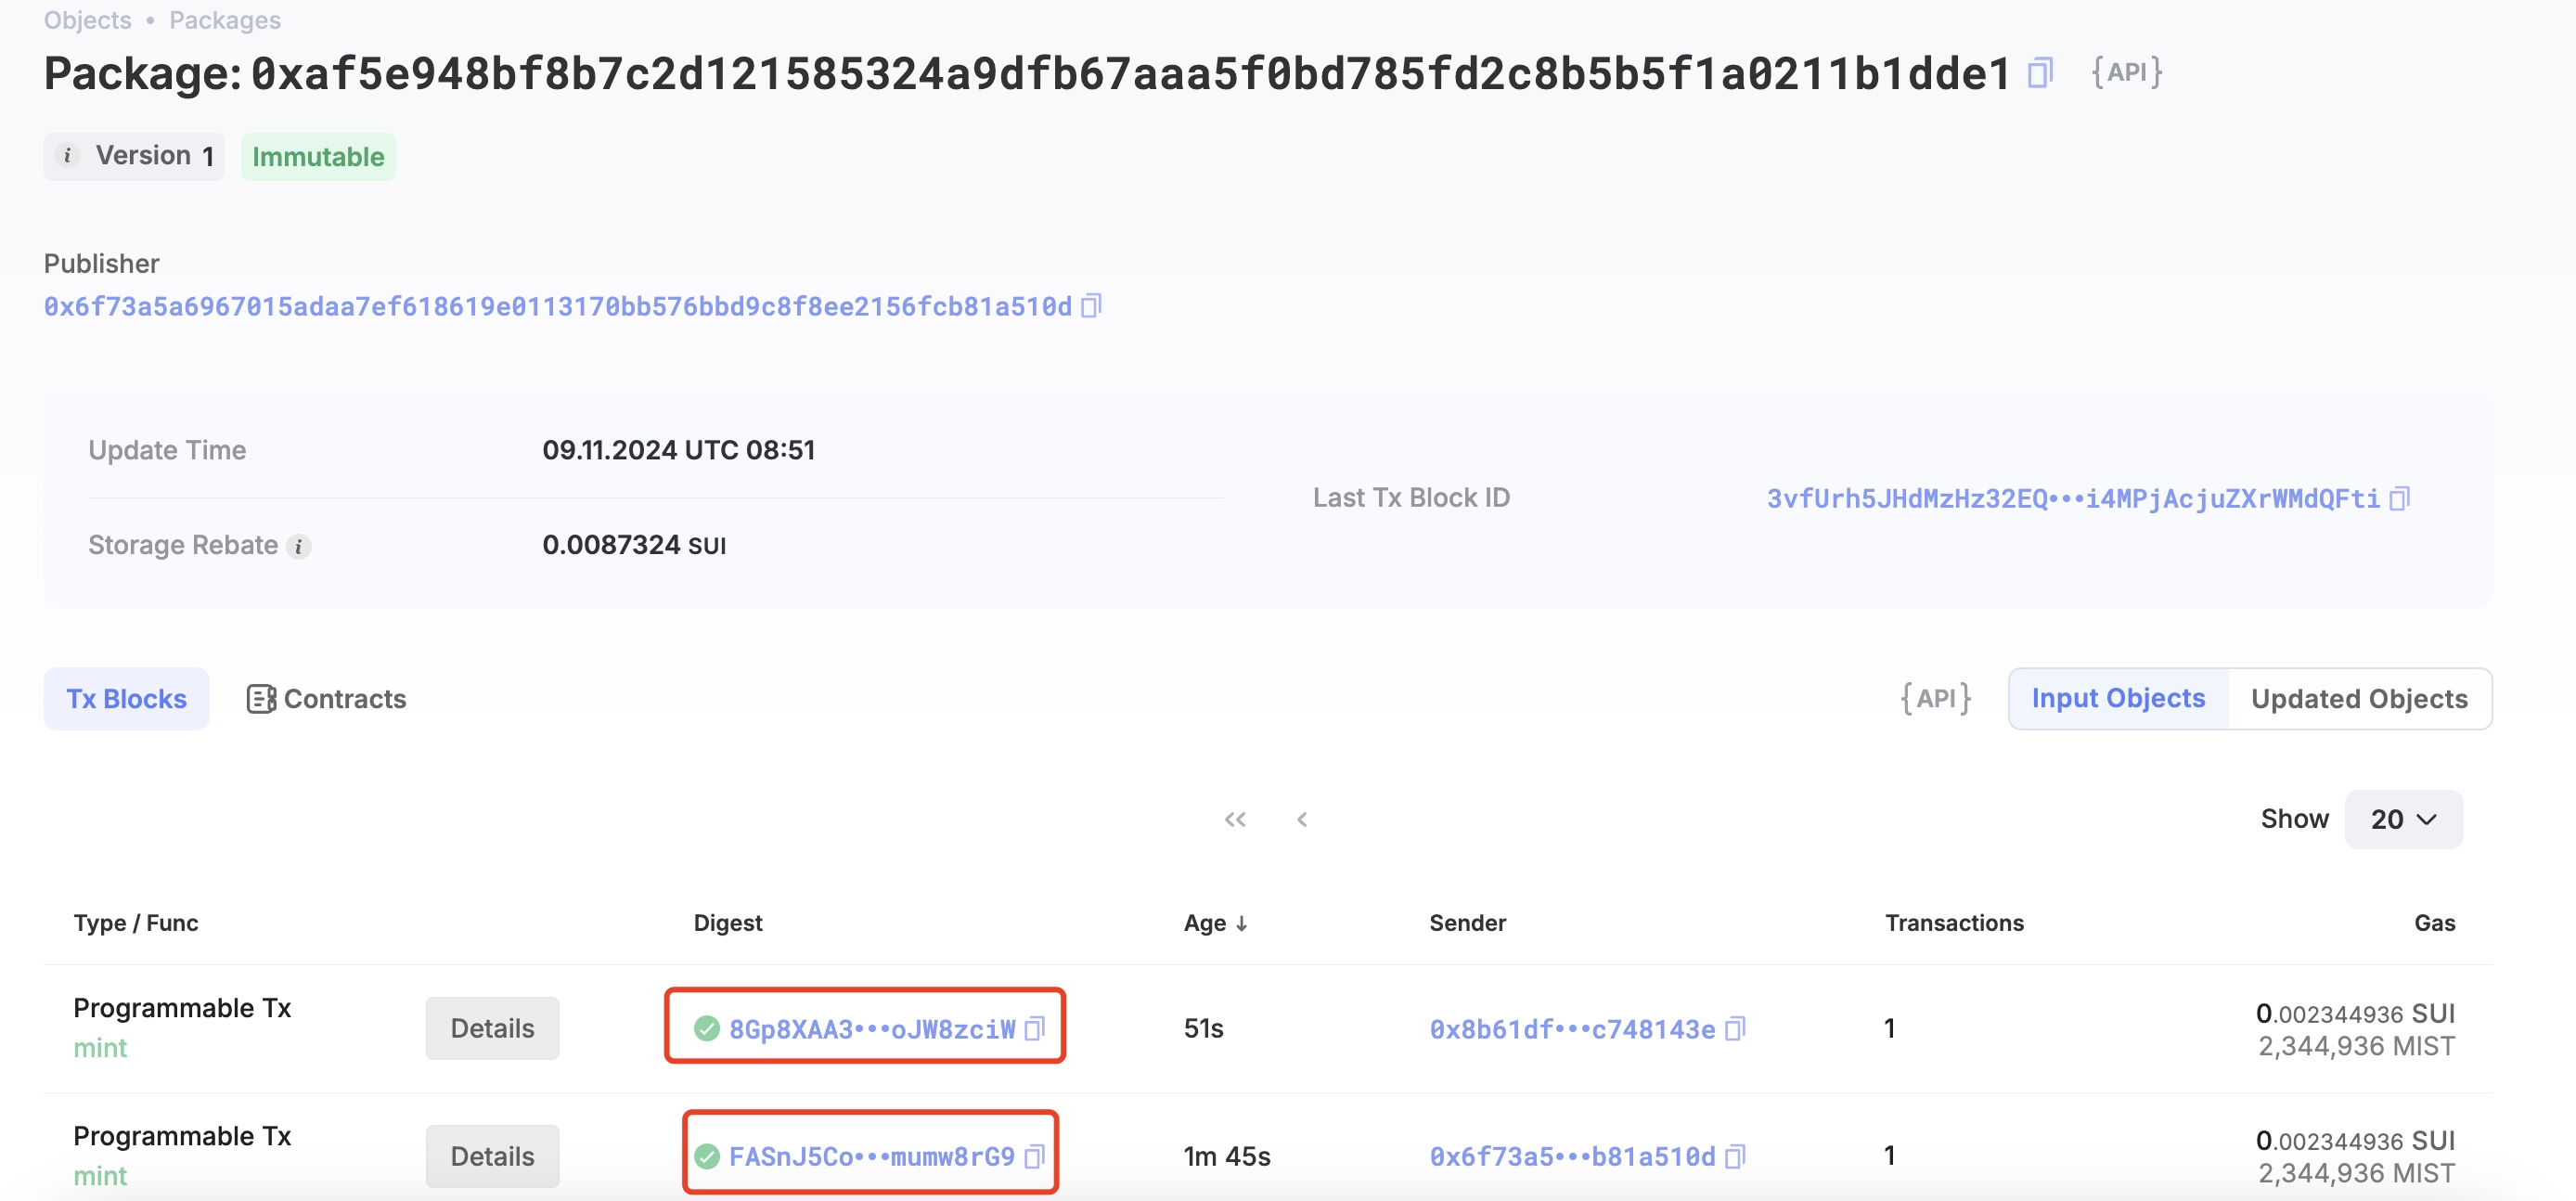 Objects • Packages
Package: 0xaf5e948bf8b7c2d121585324a9dfb67aaa5f0bd785fd2c8b5b5f1a0211b1dde1 {API}
i Version 1 Immutable
Publisher
0x6f73a5a6967015adaa7ef618619e0113170bb576bbd9c8f8ee2156fcb81a510d
Update Time 09.11.2024 UTC 08:51
Last Tx Block ID 3vfUrh5JHdMzHz32EQ•••i4MPjAcjuZXrWMdQFti
Storage Rebate i 0.0087324 SUI
Tx Blocks Contracts {API} Input Objects Updated Objects
Show 20
Type / Func Digest Age ↓ Sender Transactions Gas
Programmable Tx Details 8Gp8XAA3•••oJW8zciW 51s 0x8b61df•••c748143e 1 0.002344936 SUI
mint 2,344,936 MIST
Programmable Tx Details FASnJ5Co•••mumw8rG9 1m 45s 0x6f73a5•••b81a510d 1 0.002344936 SUI
mint 2,344,936 MIST